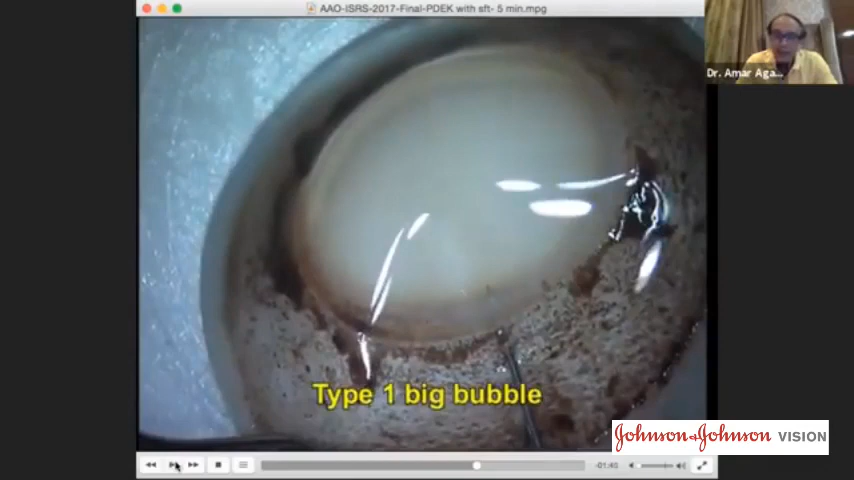 AAO-ISRS-2017-Final-PDEK with sft- 5 min.mpg
Dr. Amar Aga...
Type 1 big bubble
Johnson+Johnson VISION
-01:45